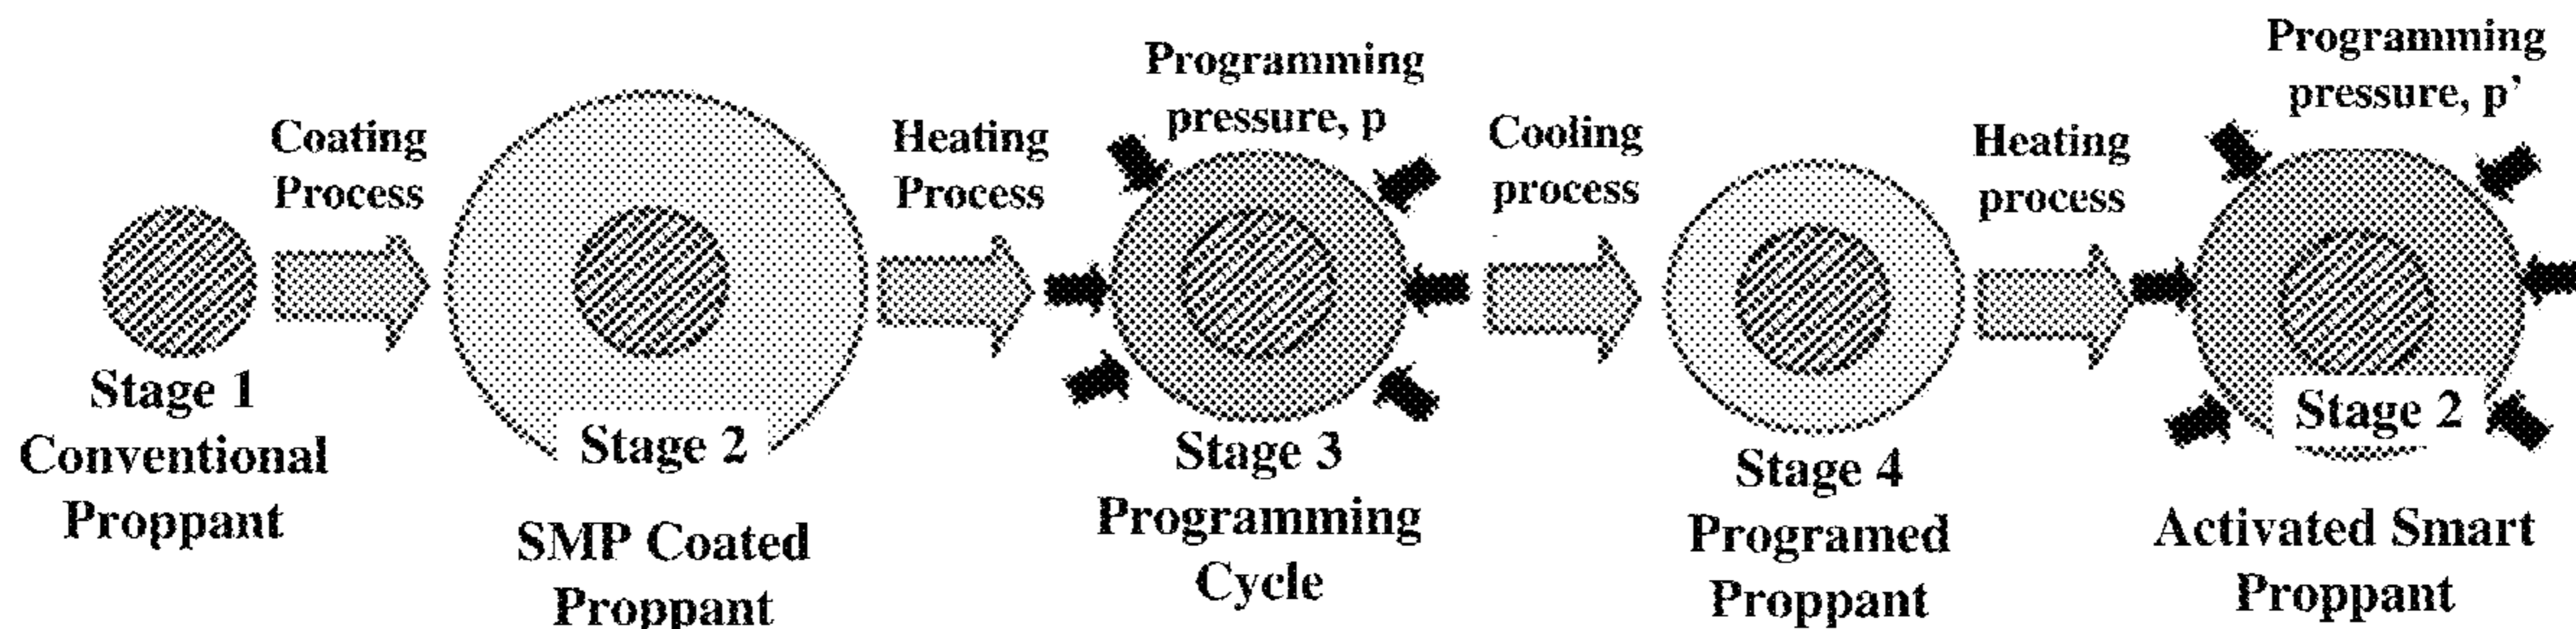 Coating
Process
Stage 1
Conventional
Proppant
Stage 2
SMP Coated
Proppant
Heating
Process
Programming
pressure, p
Stage 3
Programming
Cycle
Cooling
process
Stage 4
Programed
Proppant
Heating
process
Programming
pressure, p'
Stage 2
Activated Smart
Proppant